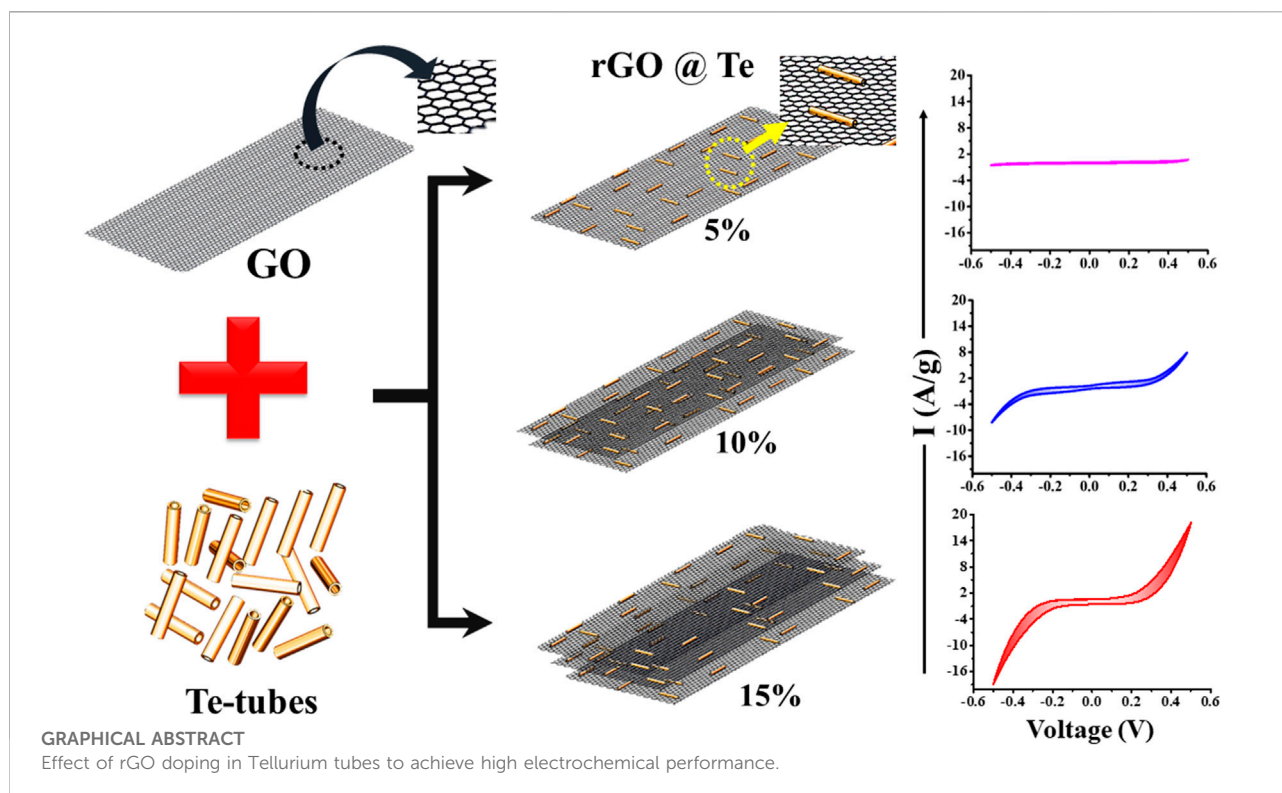 GO
Te-tubes
rGO @ Te
5%
10%
15%
I (A/g)
20
14
8
2
-4
-10
-16
-0.6 -0.4 -0.2 0.0 0.2 0.4 0.6
20
14
8
2
-4
-10
-16
-0.6 -0.4 -0.2 0.0 0.2 0.4 0.6
20
14
8
2
-4
-10
-16
-0.6 -0.4 -0.2 0.0 0.2 0.4 0.6
Voltage (V)
GRAPHICAL ABSTRACT
Effect of rGO doping in Tellurium tubes to achieve high electrochemical performance.